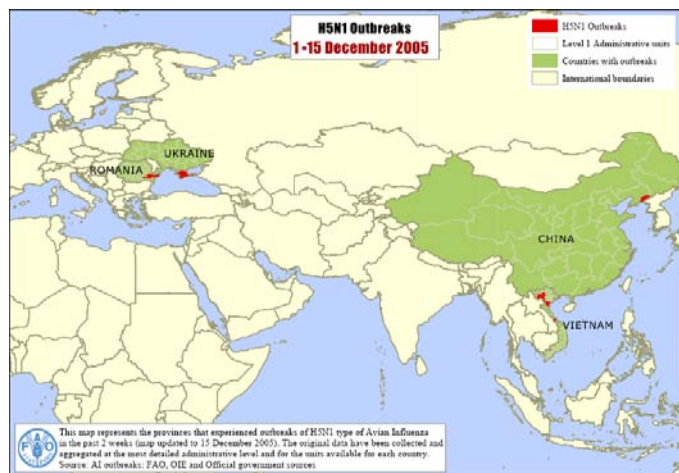 H5N1 Outbreaks
1 -15 December 2005
H5N1 Outbreaks
Level 1 Administrative units
Countries with outbreaks
International boundaries
UKRAINE
ROMANIA
CHINA
VIETNAM
FAO
This map represents the provinces that experienced outbreaks of H5N1 type of Avian Influenza
in the past 2 weeks (map updated to 15 December 2005). The original data have been collected and
aggregated at the most detailed administrative level and for the units available for each country.
Source: AI outbreaks: FAO, OIE and Official government sources